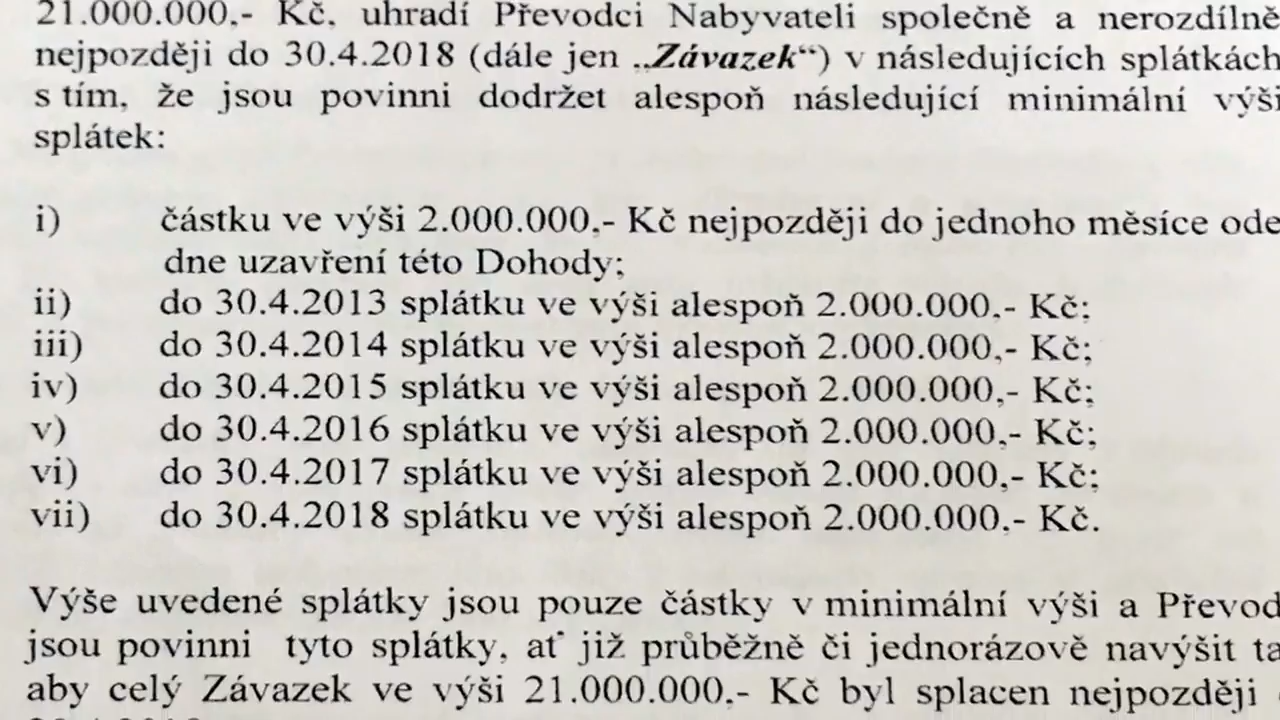 21.000.000,- Kč, uhradí Převodci Nabyvateli společně a nerozdílně
nejpozději do 30.4.2018 (dále jen „Závazek“) v následujících splátkách
s tím, že jsou povinni dodržet alespoň následující minimální výši
splátek:
i) částku ve výši 2.000.000,- Kč nejpozději do jednoho měsíce ode
dne uzavření této Dohody;
ii) do 30.4.2013 splátku ve výši alespoň 2.000.000,- Kč;
iii) do 30.4.2014 splátku ve výši alespoň 2.000.000,- Kč;
iv) do 30.4.2015 splátku ve výši alespoň 2.000.000,- Kč;
v) do 30.4.2016 splátku ve výši alespoň 2.000.000,- Kč;
vi) do 30.4.2017 splátku ve výši alespoň 2.000.000,- Kč;
vii) do 30.4.2018 splátku ve výši alespoň 2.000.000,- Kč.
Výše uvedené splátky jsou pouze částky v minimální výši a Převod
jsou povinni tyto splátky, ať již průběžně či jednorázově navýšit ta
aby celý Závazek ve výši 21.000.000,- Kč byl splacen nejpozději